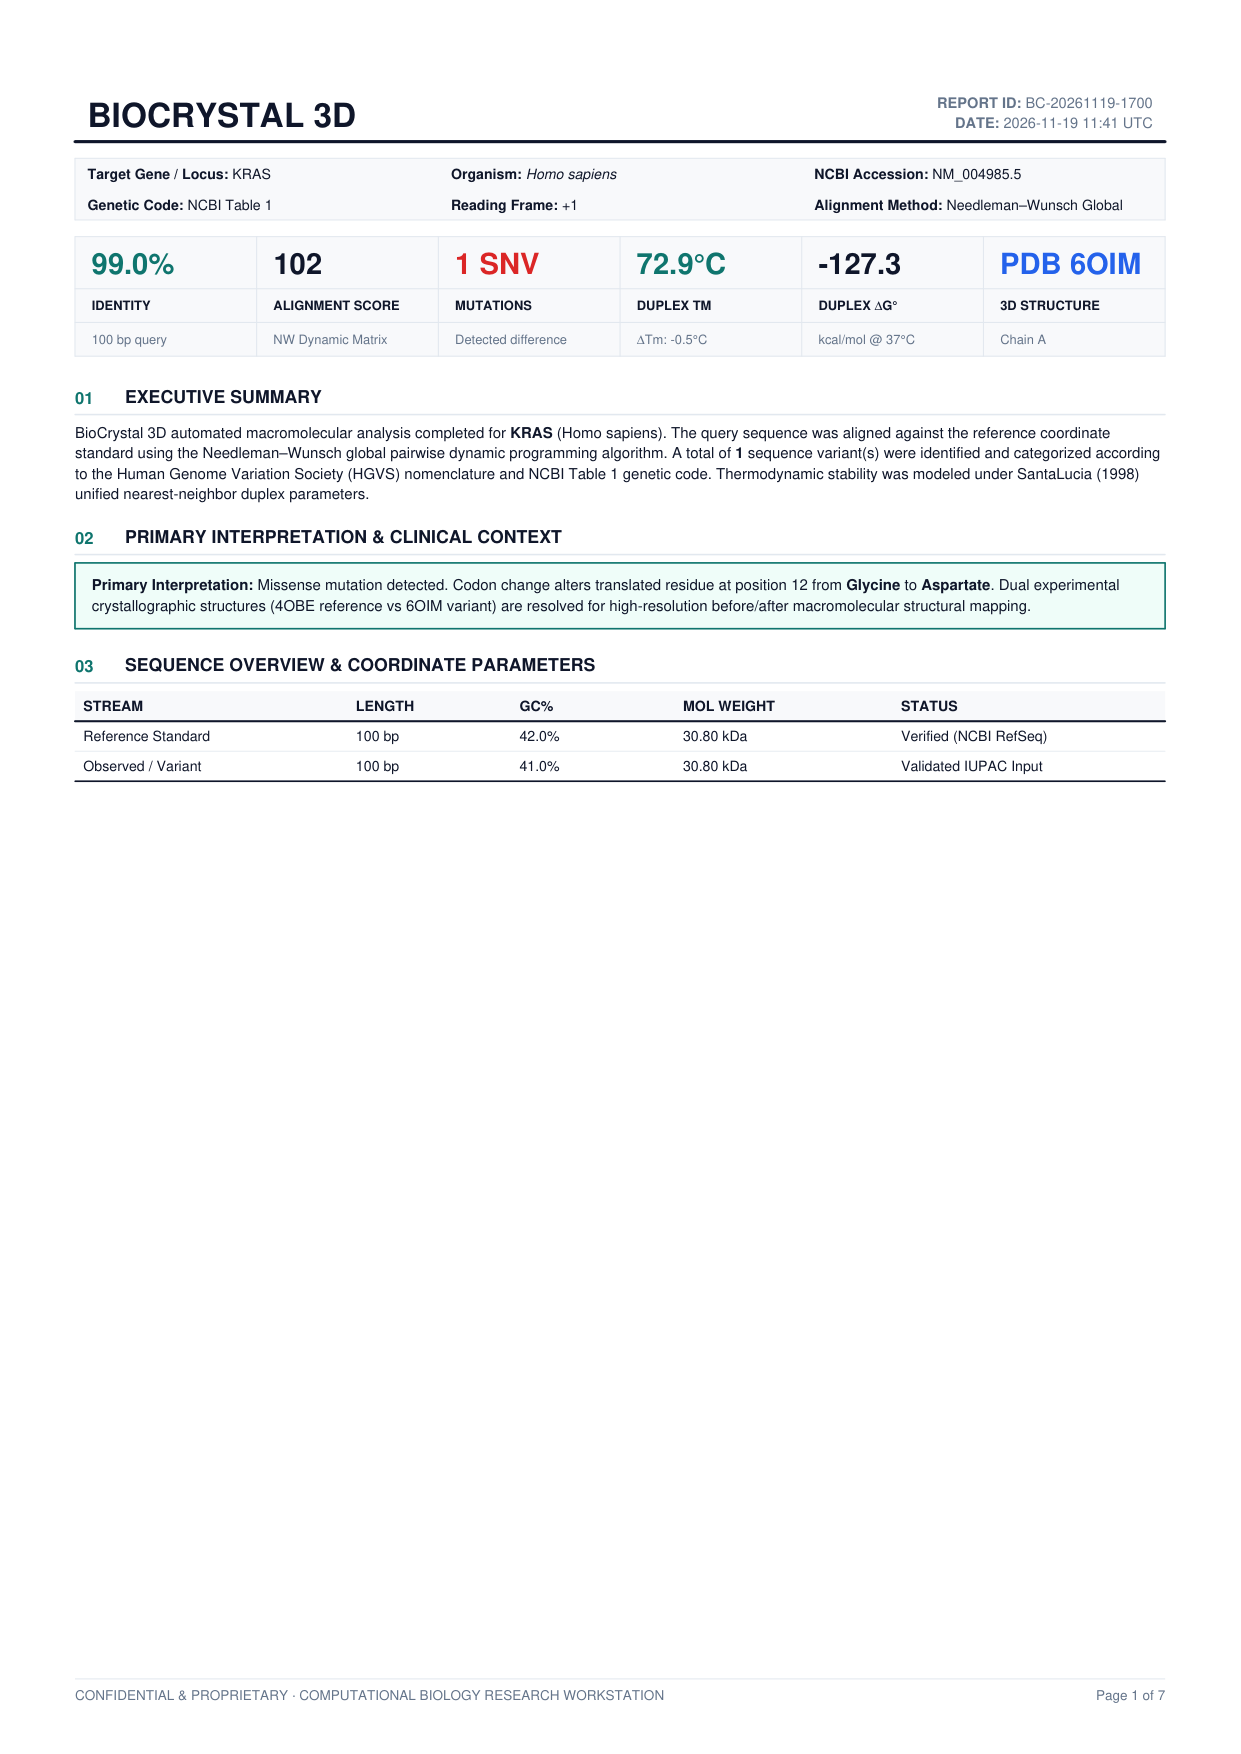 BIOCRYSTAL 3D
REPORT ID: BC-20261119-1700
DATE: 2026-11-19 11:41 UTC
Target Gene / Locus: KRAS
Organism: Homo sapiens
NCBI Accession: NM_004985.5
Genetic Code: NCBI Table 1
Reading Frame: +1
Alignment Method: Needleman–Wunsch Global
99.0%
102
1 SNV
72.9°C
-127.3
PDB 6OIM
IDENTITY
ALIGNMENT SCORE
MUTATIONS
DUPLEX TM
DUPLEX ΔG°
3D STRUCTURE
100 bp query
NW Dynamic Matrix
Detected difference
ΔTm: -0.5°C
kcal/mol @ 37°C
Chain A
01 EXECUTIVE SUMMARY
BioCrystal 3D automated macromolecular analysis completed for KRAS (Homo sapiens). The query sequence was aligned against the reference coordinate
standard using the Needleman–Wunsch global pairwise dynamic programming algorithm. A total of 1 sequence variant(s) were identified and categorized according
to the Human Genome Variation Society (HGVS) nomenclature and NCBI Table 1 genetic code. Thermodynamic stability was modeled under SantaLucia (1998)
unified nearest-neighbor duplex parameters.
02 PRIMARY INTERPRETATION & CLINICAL CONTEXT
Primary Interpretation: Missense mutation detected. Codon change alters translated residue at position 12 from Glycine to Aspartate. Dual experimental
crystallographic structures (4OBE reference vs 6OIM variant) are resolved for high-resolution before/after macromolecular structural mapping.
03 SEQUENCE OVERVIEW & COORDINATE PARAMETERS
STREAM LENGTH GC% MOL WEIGHT STATUS
Reference Standard 100 bp 42.0% 30.80 kDa Verified (NCBI RefSeq)
Observed / Variant 100 bp 41.0% 30.80 kDa Validated IUPAC Input
CONFIDENTIAL & PROPRIETARY · COMPUTATIONAL BIOLOGY RESEARCH WORKSTATION
Page 1 of 7